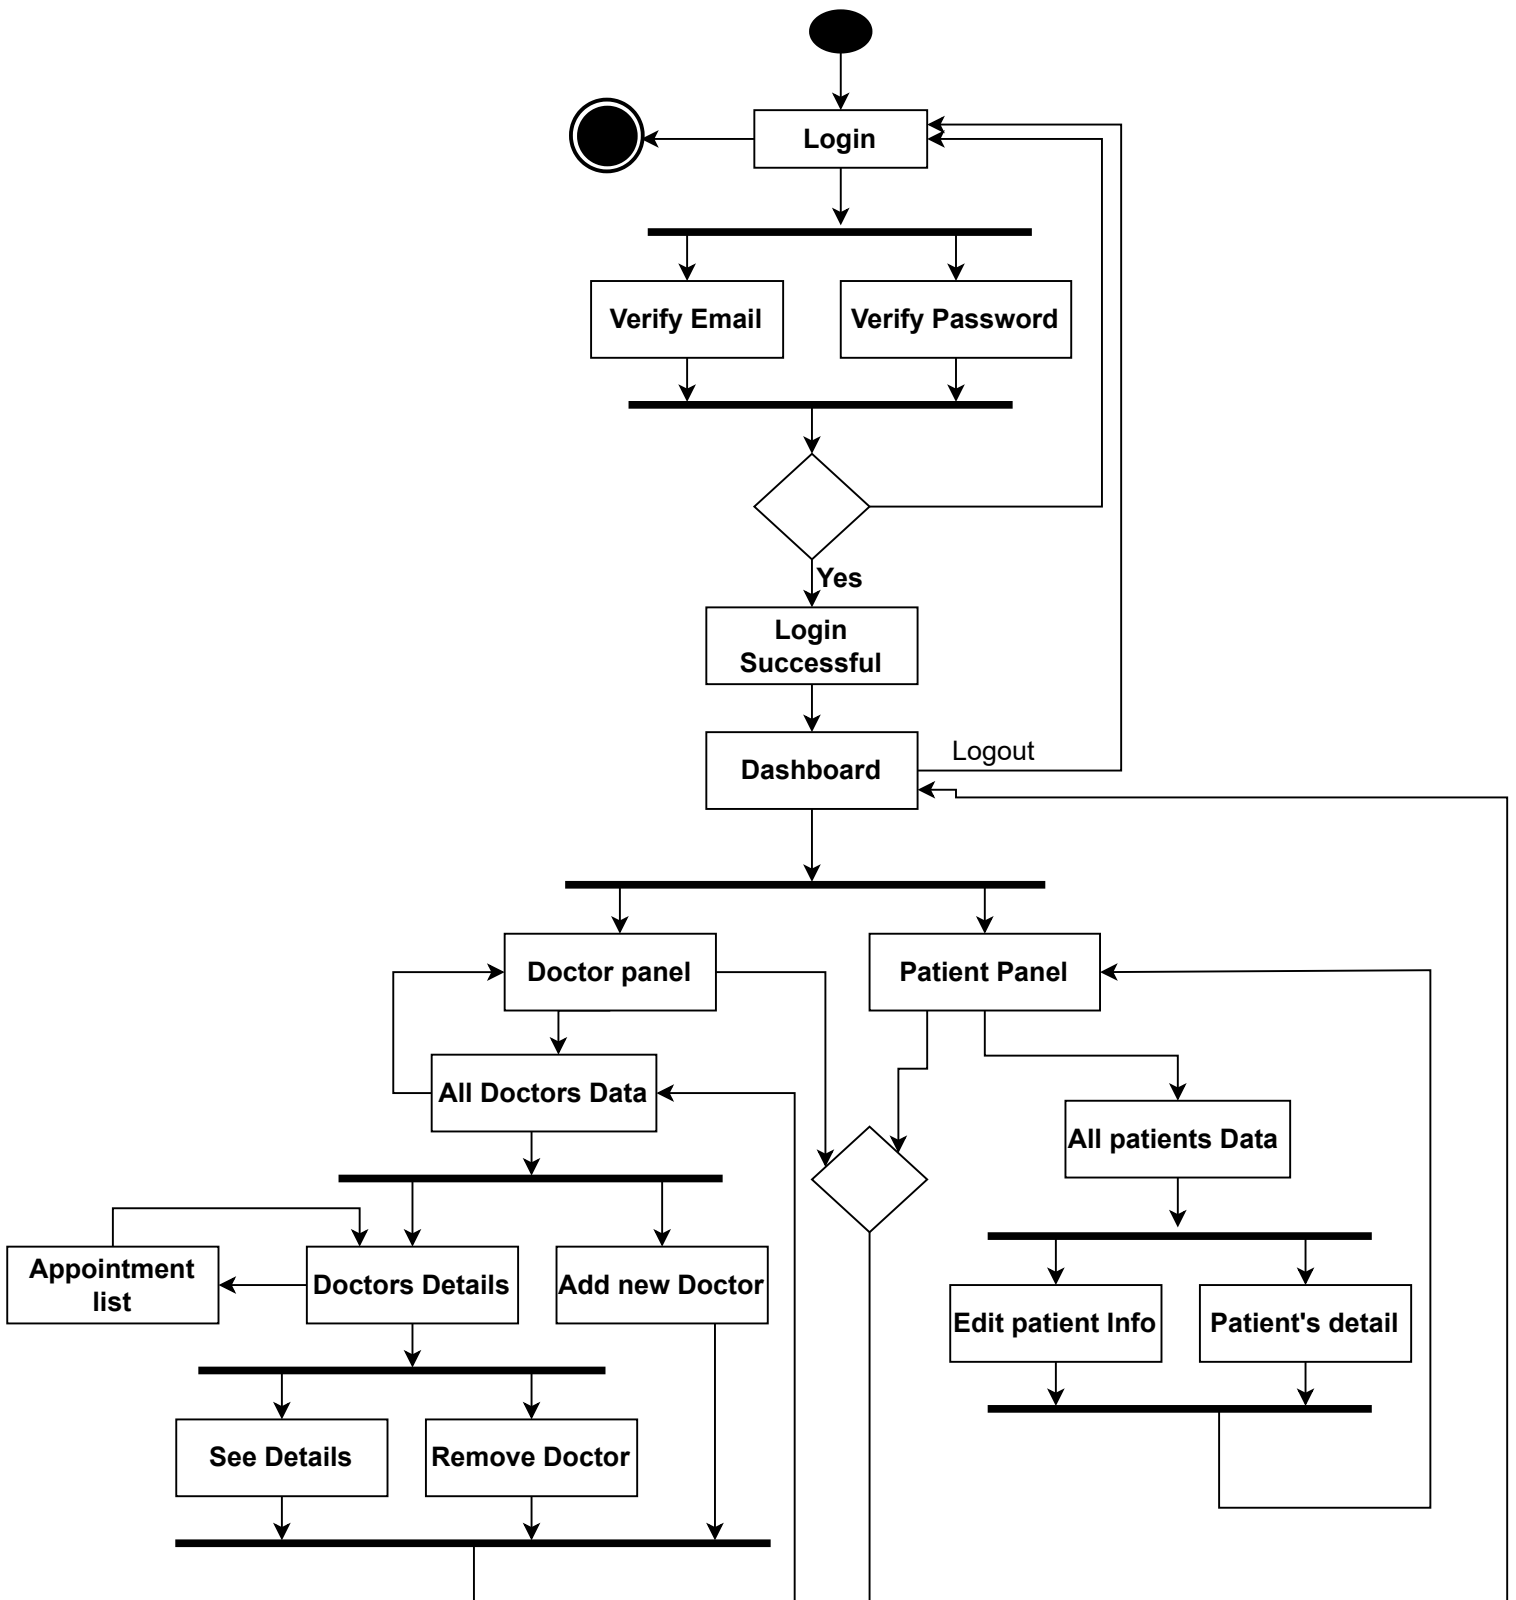 Login
Verify Email
Verify Password
Yes
Login
Successful
Dashboard
Logout
Doctor panel
Patient Panel
All Doctors Data
All patients Data
Appointment
list
Doctors Details
Add new Doctor
Edit patient Info
Patient's detail
See Details
Remove Doctor